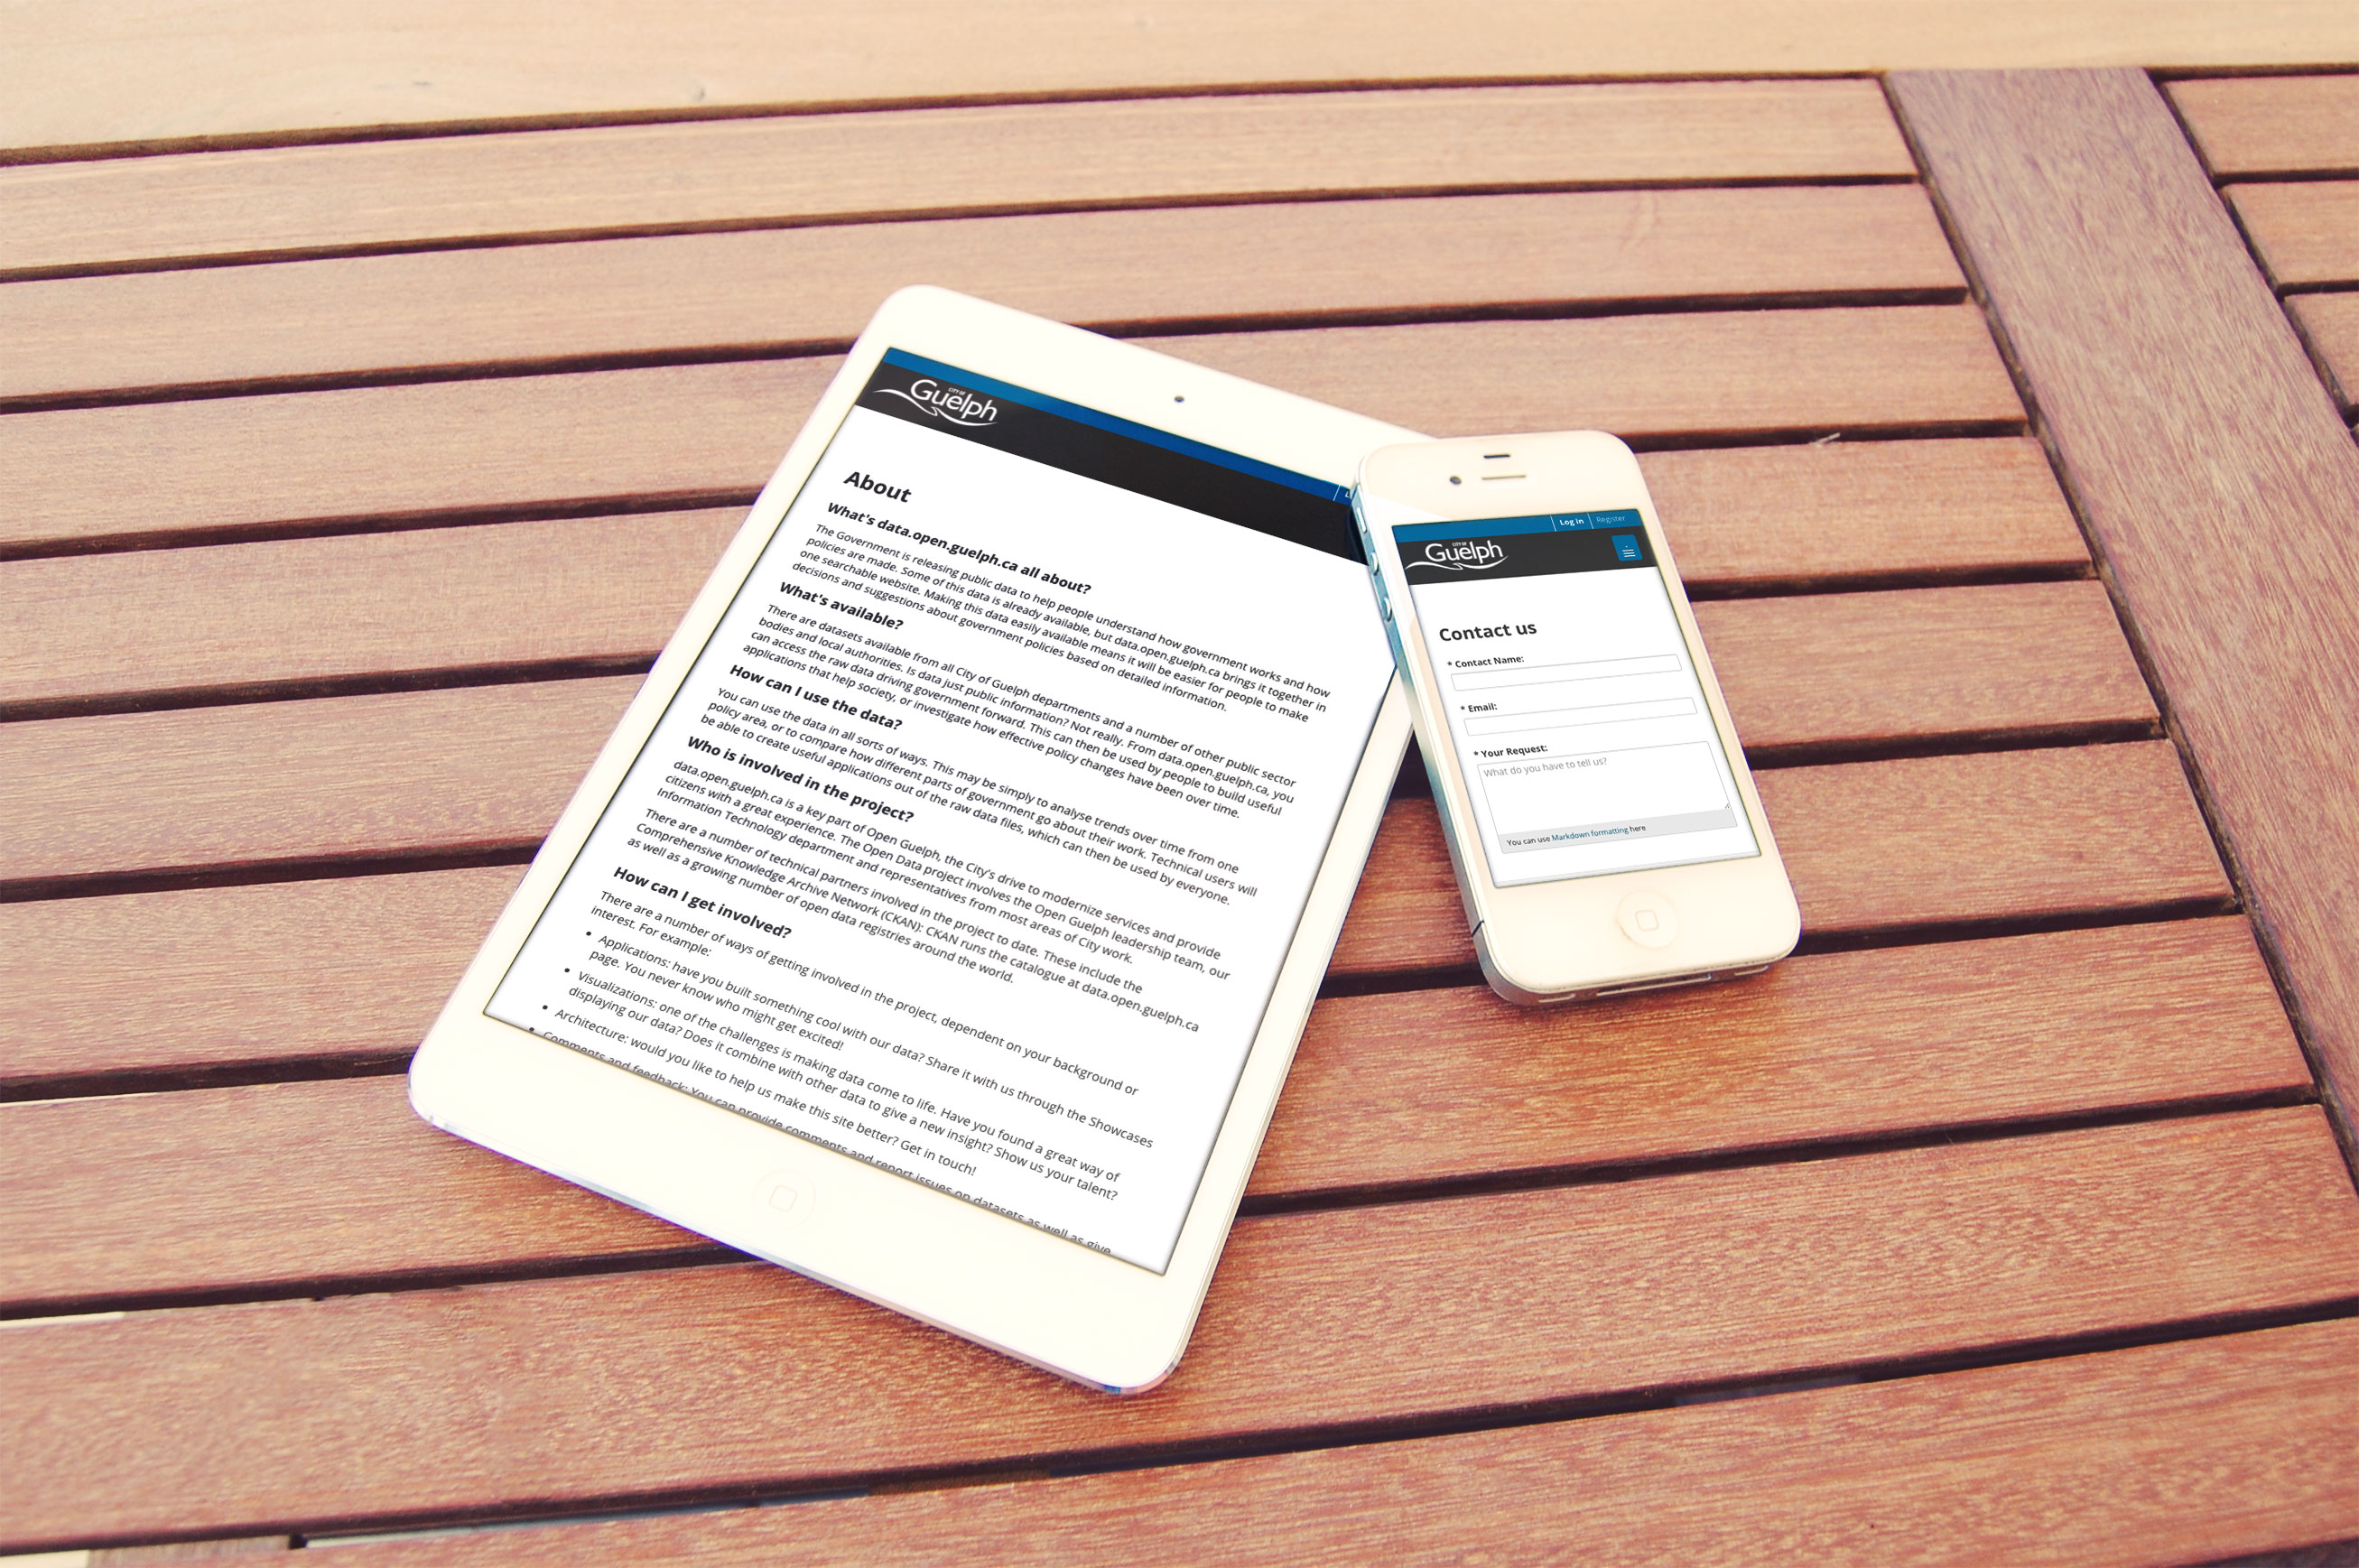 CITY OF
Guelph
About
What's data.open.guelph.ca all about?
The Government is releasing public data to help people understand how government works and how
policies are made. Some of this data is already available, but data.open.guelph.ca brings it together in
one searchable website. Making this data easily available means it will be easier for people to make
decisions and suggestions about government policies based on detailed information.
What's available?
There are datasets available from all City of Guelph departments and a number of other public sector
bodies and local authorities. Is data just public information? Not really. From data.open.guelph.ca, you
can access the raw data driving government forward. This can then be used by people to build useful
applications that help society, or investigate how effective policy changes have been over time.
How can I use the data?
You can use the data in all sorts of ways. This may be simply to analyse trends over time from one
policy area, or to compare how different parts of government go about their work. Technical users will
be able to create useful applications out of the raw data files, which can then be used by everyone.
Who is involved in the project?
data.open.guelph.ca is a key part of Open Guelph, the City's drive to modernize services and provide
citizens with a great experience. The Open Data project involves the Open Guelph leadership team, our
Information Technology department and representatives from most areas of City work.
There are a number of technical partners involved in the project to date. These include the
Comprehensive Knowledge Archive Network (CKAN): CKAN runs the catalogue at data.open.guelph.ca
as well as a growing number of open data registries around the world.
How can I get involved?
There are a number of ways of getting involved in the project, dependent on your background or
interest. For example:
• Applications: have you built something cool with our data? Share it with us through the Showcases
page. You never know who might get excited!
• Visualizations: one of the challenges is making data come to life. Have you found a great way of
displaying our data? Does it combine with other data to give a new insight? Show us your talent?
• Architecture: would you like to help us make this site better? Get in touch!
• Comments and feedback: You can provide comments and report issues on datasets as well as give
Log in Register
CITY OF
Guelph
Contact us
* Contact Name:
* Email:
* Your Request:
What do you have to tell us?
You can use Markdown formatting here